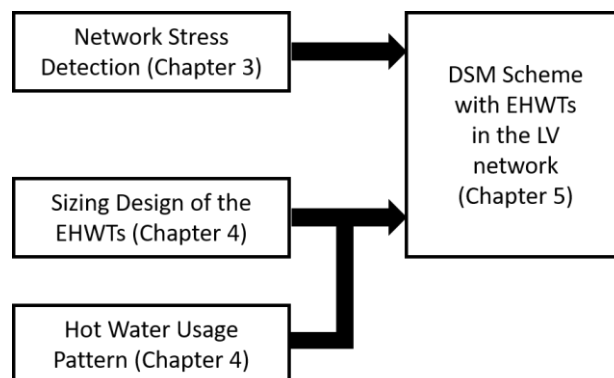 Network Stress
Detection (Chapter 3)
Sizing Design of the
EHWTs (Chapter 4)
Hot Water Usage
Pattern (Chapter 4)
DSM Scheme
with EHWTs
in the LV
network
(Chapter 5)